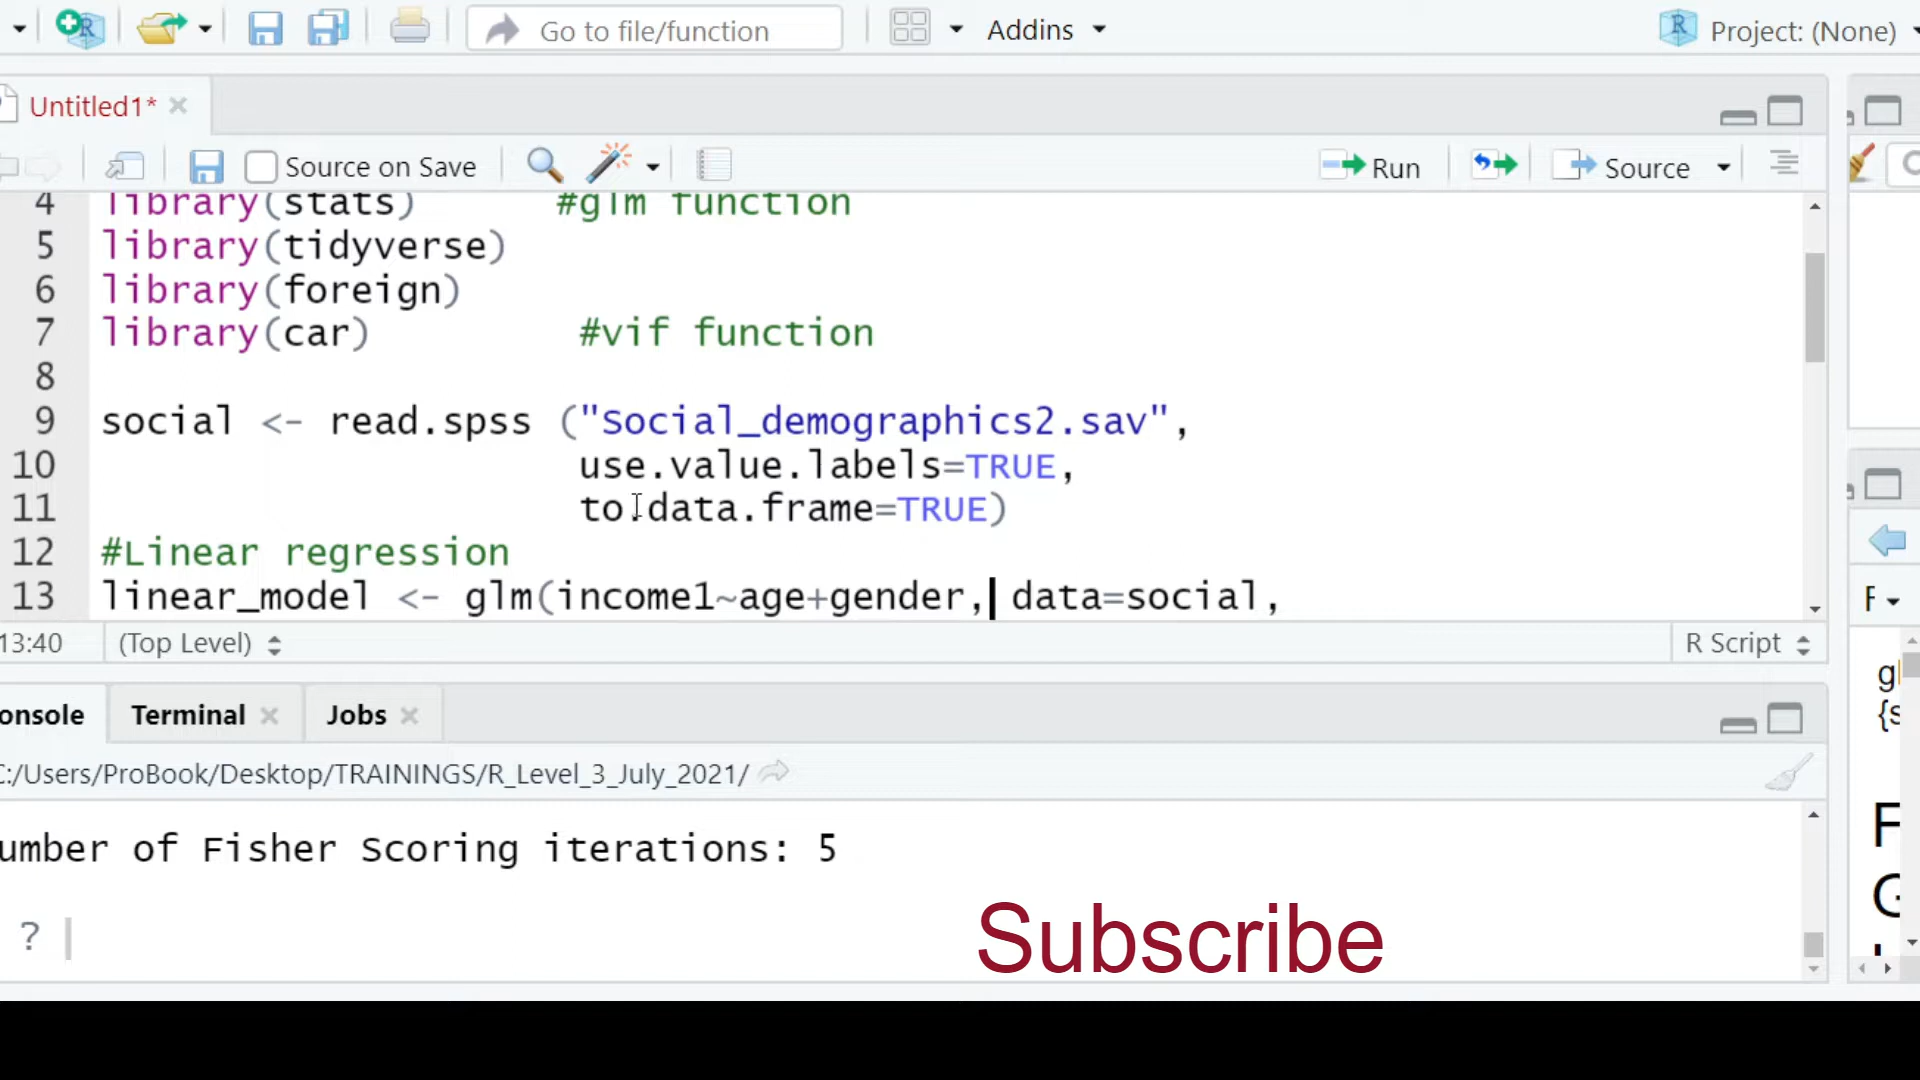 Go to file/function
Addins
Project: (None)
Untitled1*
Source on Save
Run
Source
4 library(stats) #glm function
5 library(tidyverse)
6 library(foreign)
7 library(car) #vif function
8
9 social <- read.spss ("Social_demographics2.sav",
10 use.value.labels=TRUE,
11 to.data.frame=TRUE)
12 #Linear regression
13 linear_model <- glm(income1~age+gender, data=social,
13:40 (Top Level) R Script
onsole Terminal Jobs
C:/Users/ProBook/Desktop/TRAININGS/R_Level_3_July_2021/
umber of Fisher Scoring iterations: 5
?
Subscribe